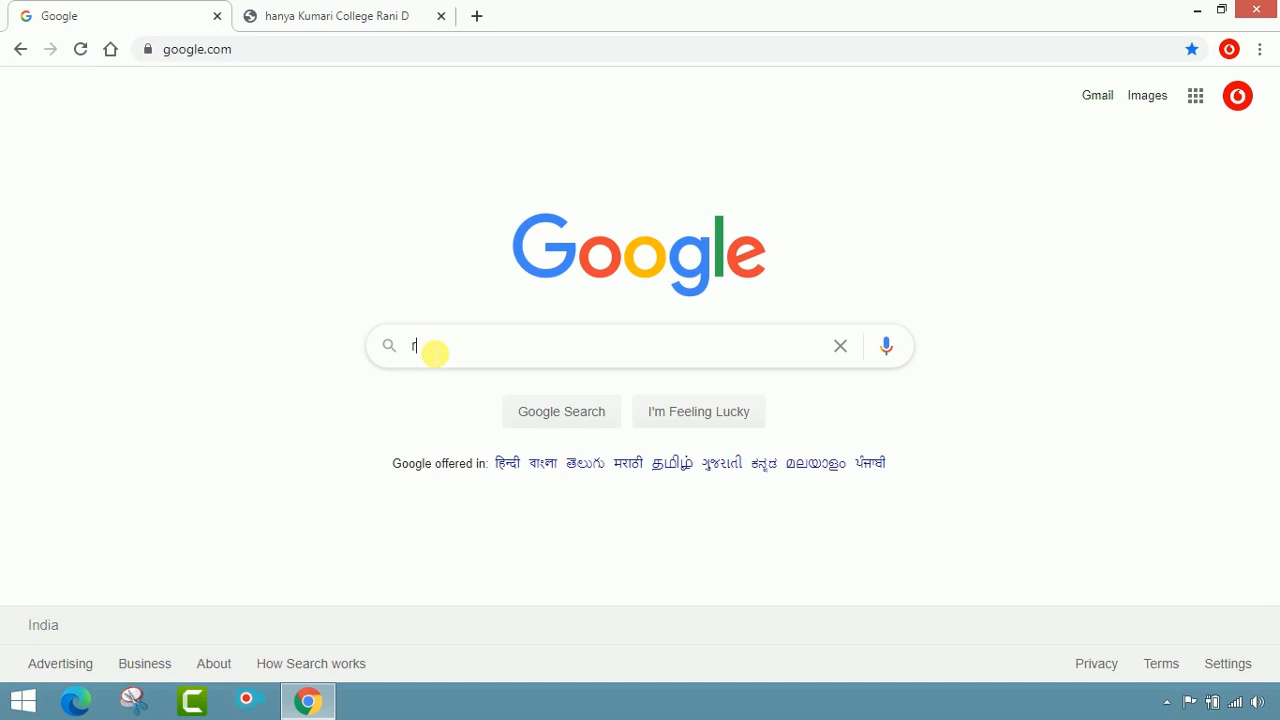 Google
hanya Kumari College Rani D
google.com
Gmail Images
Google
r
Google Search I'm Feeling Lucky
Google offered in: हिन्दी বাংলা తెలుగు मराठी தமிழ் ગુજરાતી ಕನ್ನಡ മലയാളം ਪੰਜਾਬੀ
India
Advertising Business About How Search works
Privacy Terms Settings